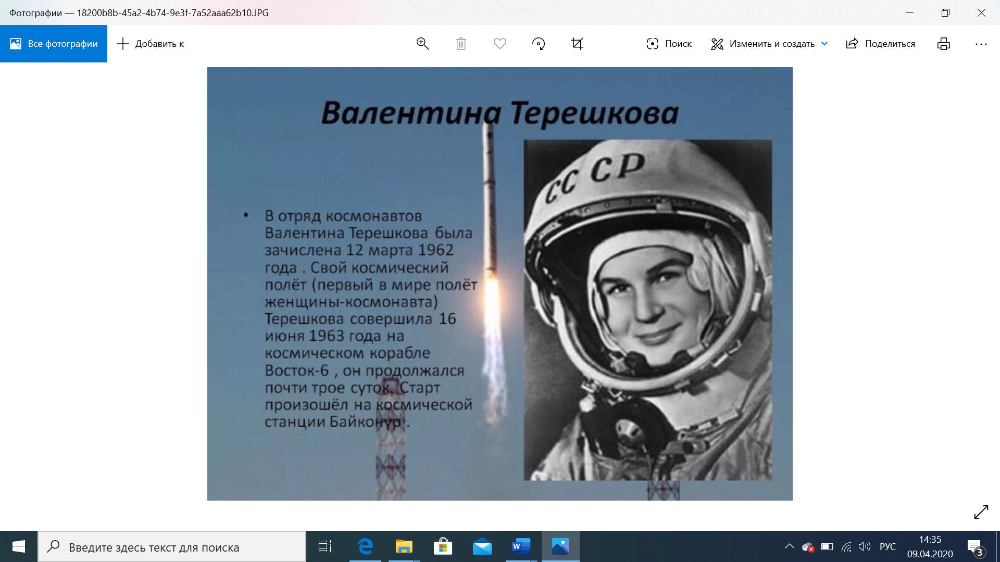 Фотографии — 18200b8b-45a2-4b74-9e3f-7a52aaa62b10.JPG
Все фотографии
Добавить к
Поиск
Изменить и создать
Поделиться
Валентина Терешкова
СССР
• В отряд космонавтов
Валентина Терешкова была
зачислена 12 марта 1962
года . Свой космический
полёт (первый в мире полёт
женщины-космонавта)
Терешкова совершила 16
июня 1963 года на
космическом корабле
Восток-6 , он продолжался
почти трое суток. Старт
произошёл на космической
станции Байконур .
Введите здесь текст для поиска
W
РУС
14:35
09.04.2020
3